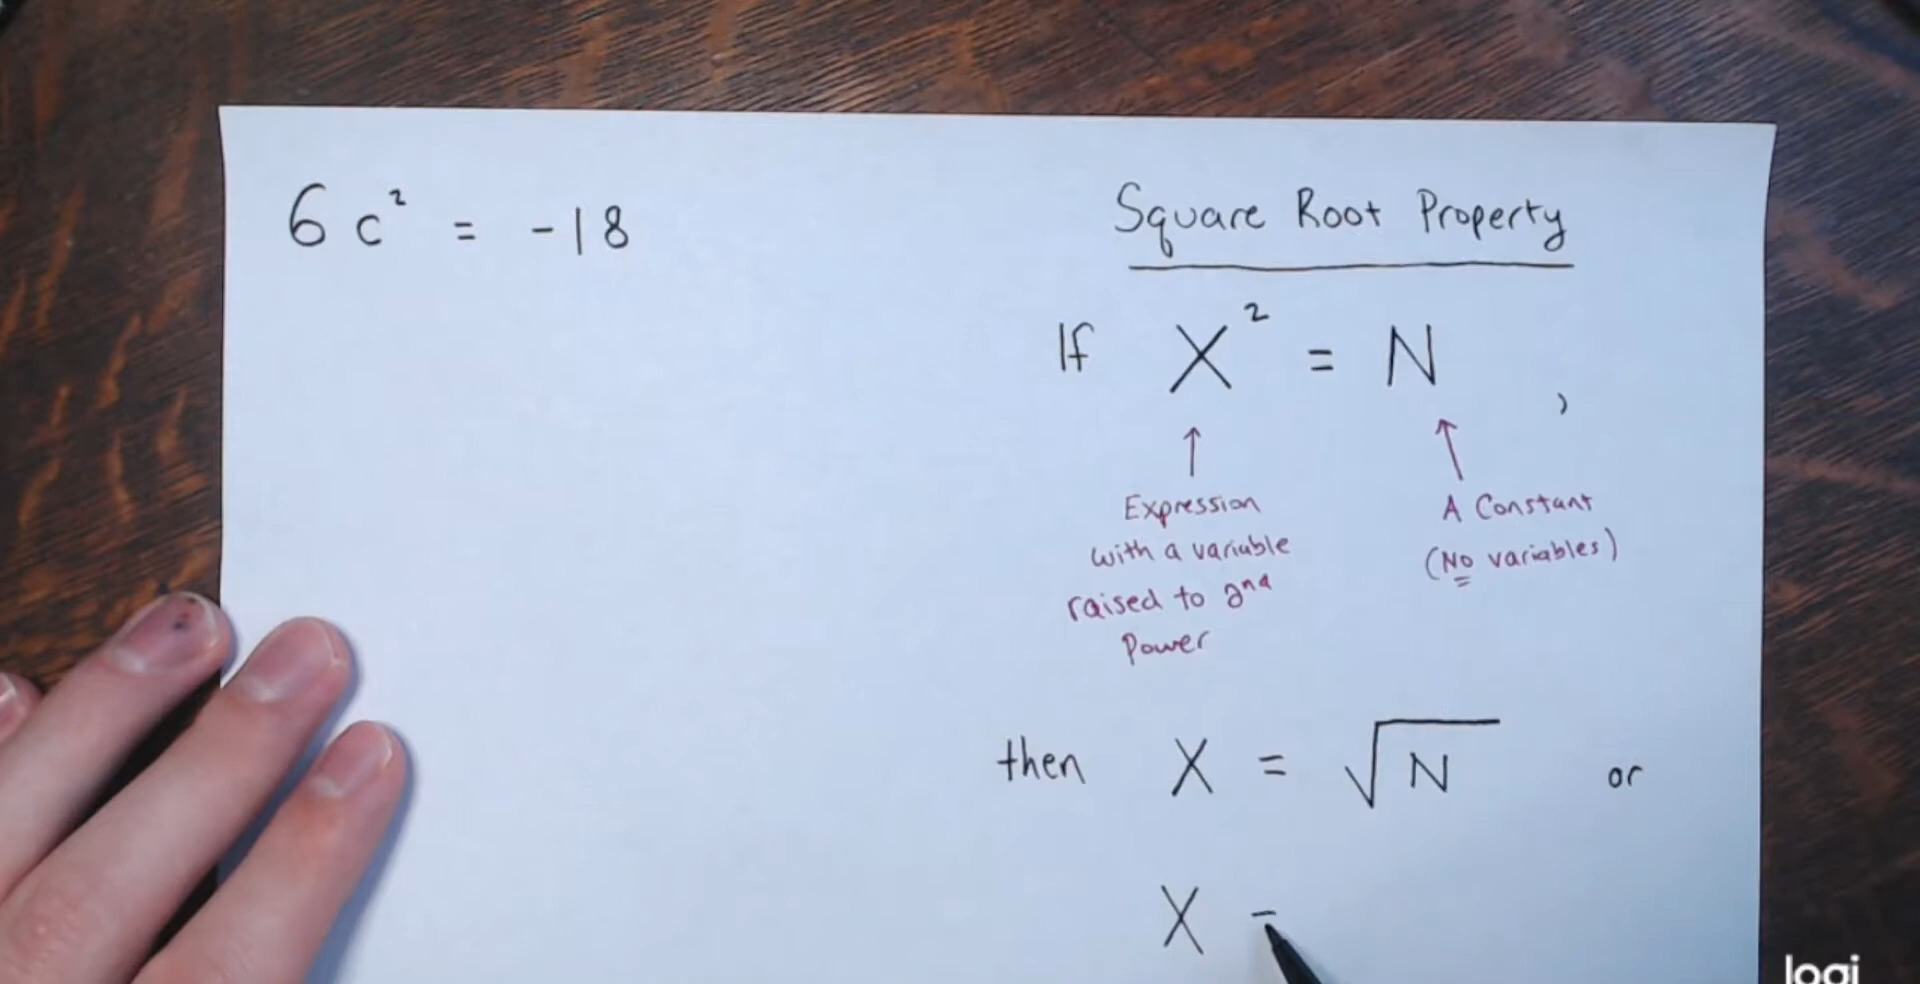 6c² = -18
Square Root Property
If X² = N ,
↑ ↑
Expression
with a variable
raised to 2nd
Power
A Constant
(No variables)
then X = √N or
X =
logi